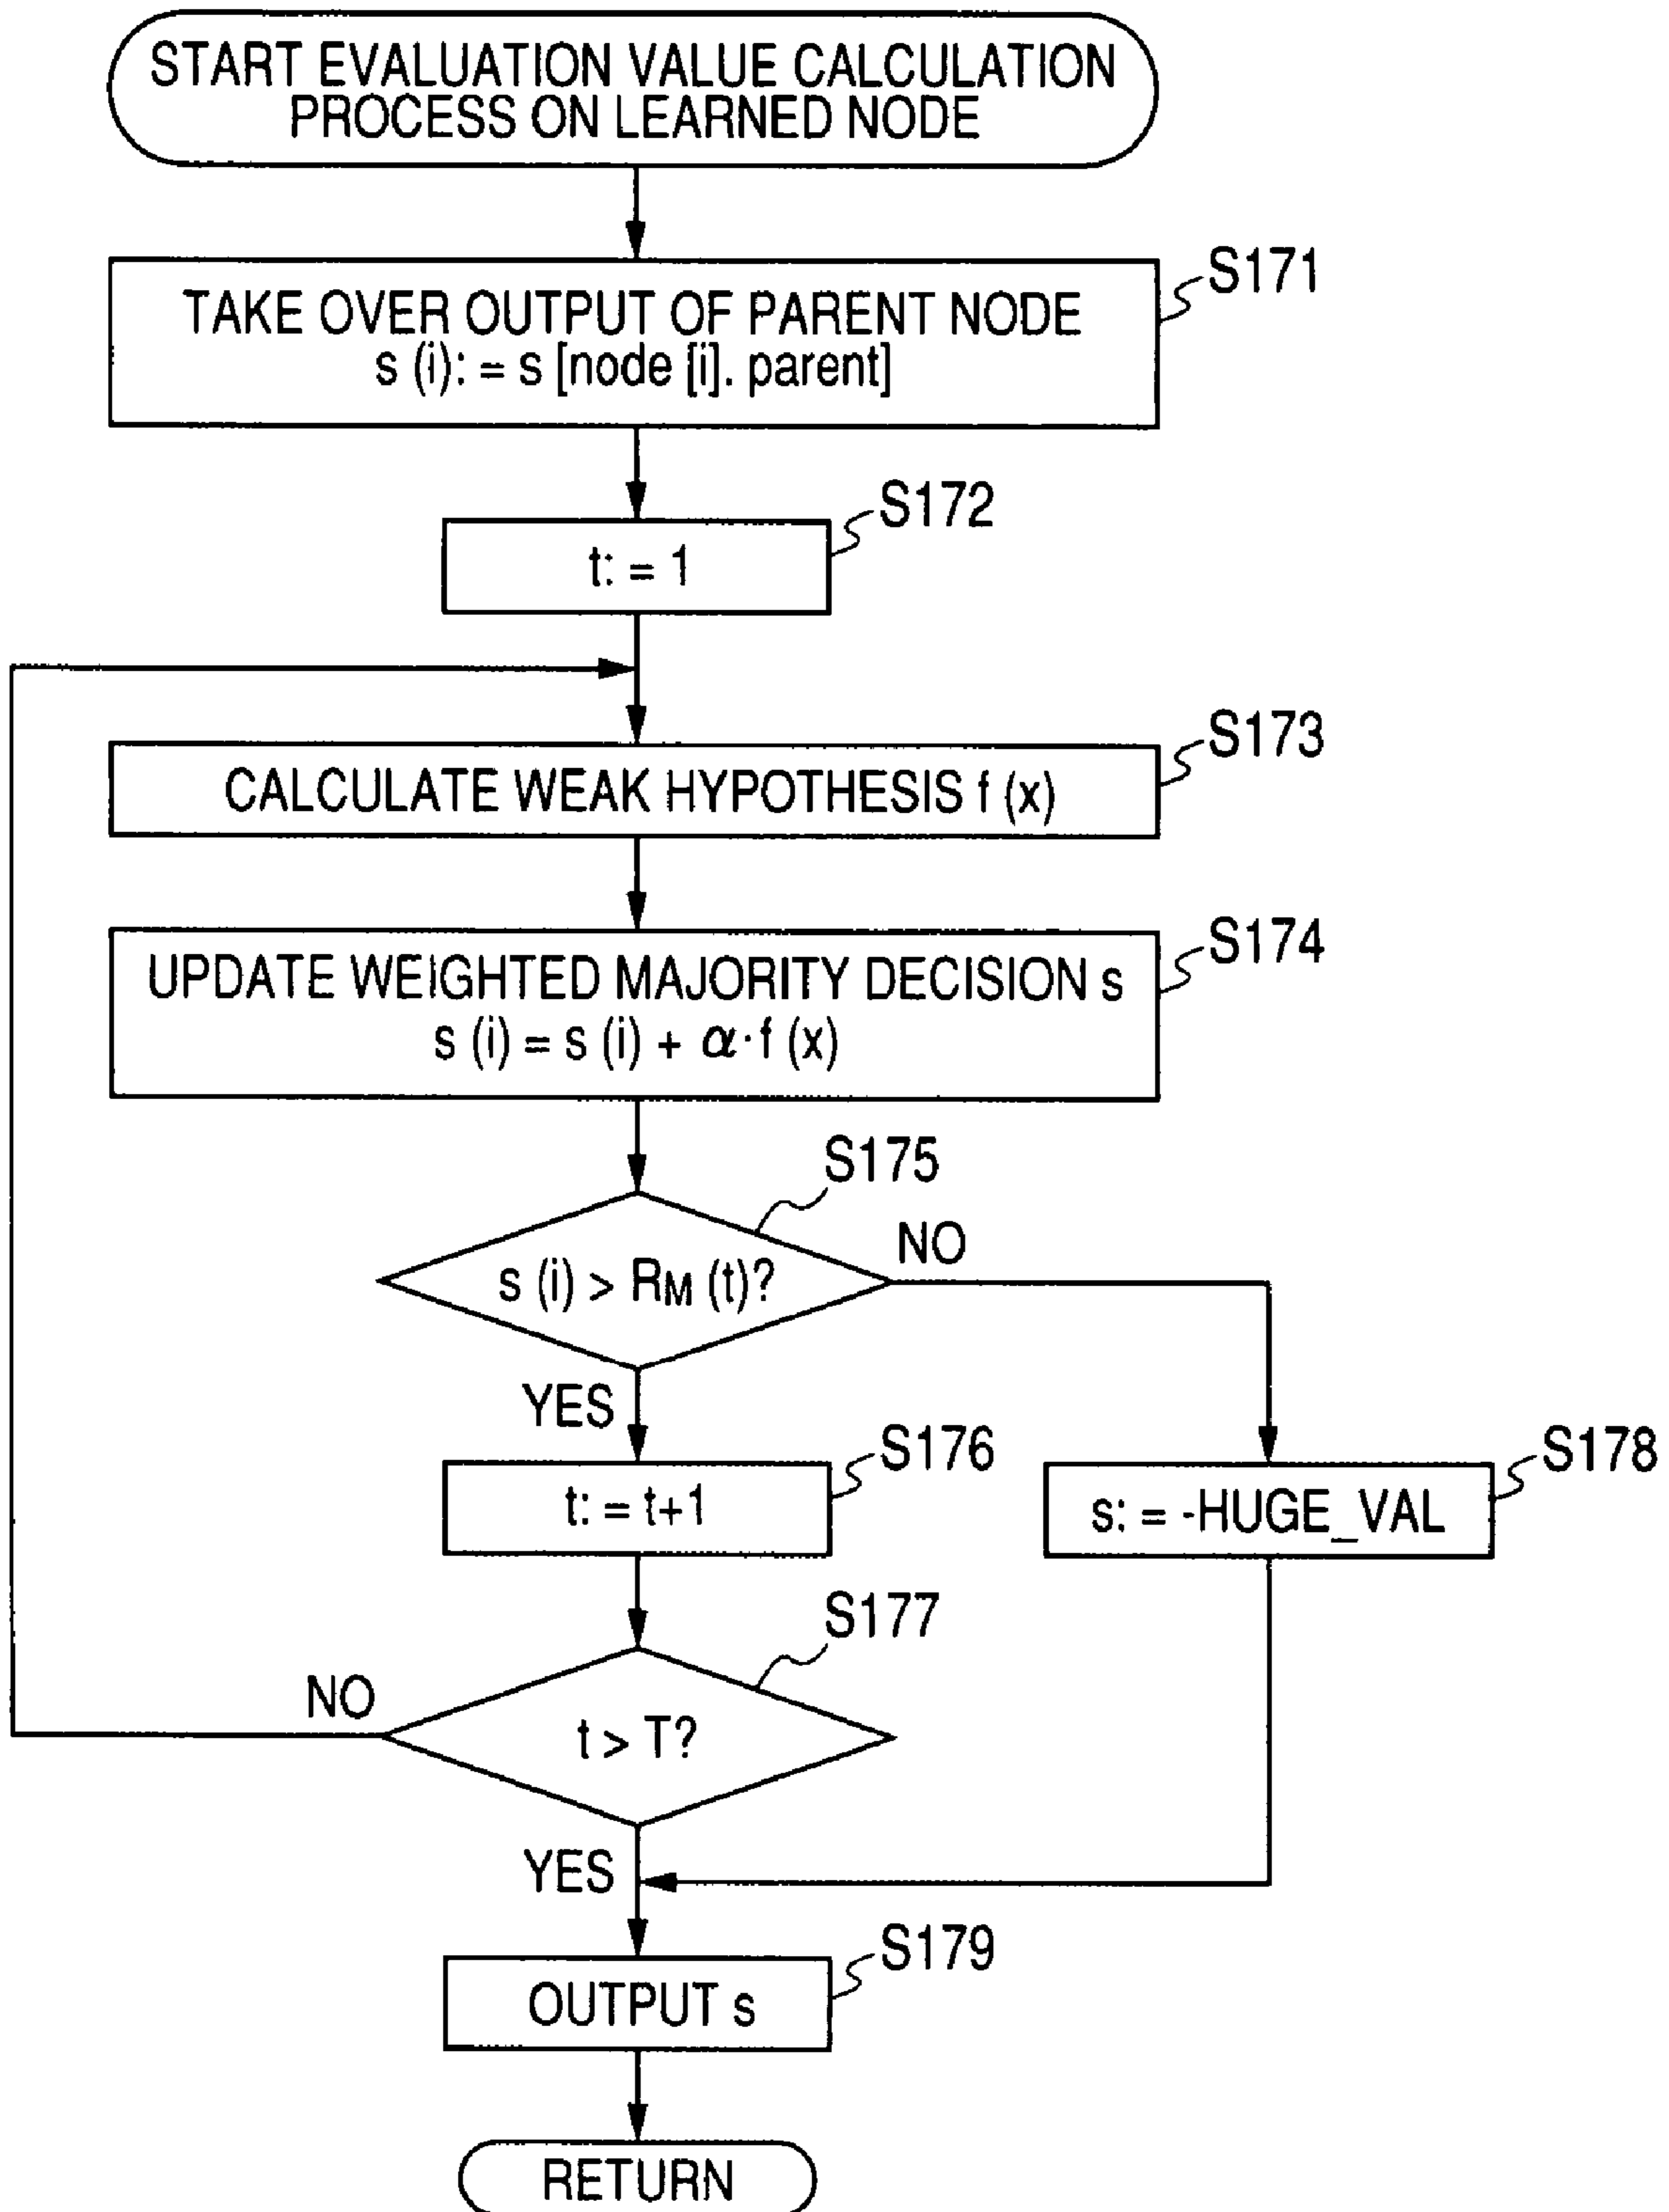 START EVALUATION VALUE CALCULATION
PROCESS ON LEARNED NODE
S171
TAKE OVER OUTPUT OF PARENT NODE
s (i): = s [node [i]. parent]
S172
t: = 1
S173
CALCULATE WEAK HYPOTHESIS f (x)
S174
UPDATE WEIGHTED MAJORITY DECISION s
s (i) = s (i) + α·f (x)
S175
s (i) > RM (t)?
NO
YES
S176
t: = t+1
S178
s: = -HUGE_VAL
S177
NO
t > T?
YES
S179
OUTPUT s
RETURN